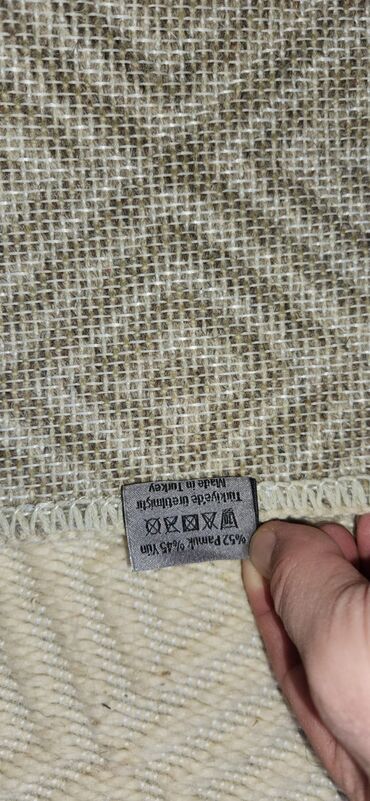 %52 Pamuk %45 Yün
Türkiyede üretilmiştir
Made in Turkey